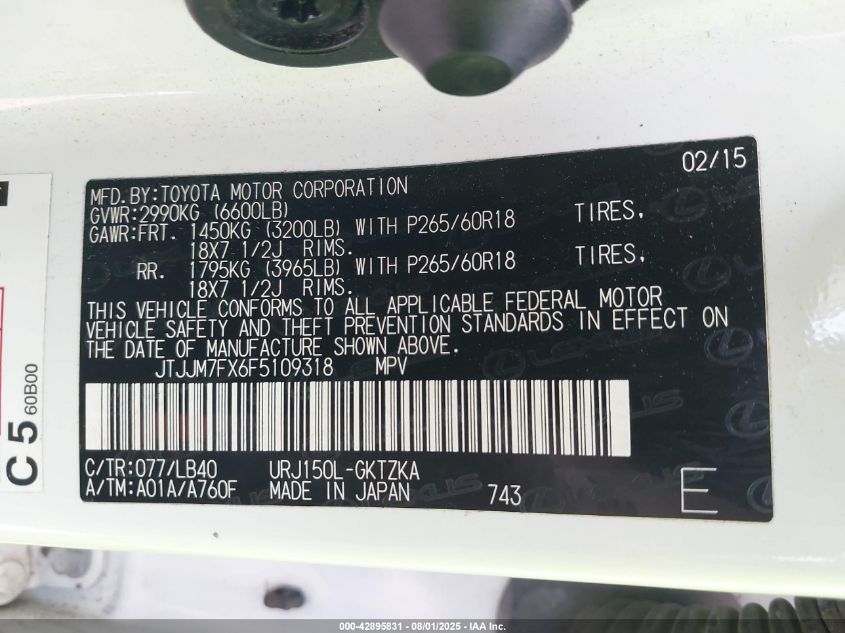 02/15
MFD.BY:TOYOTA MOTOR CORPORATION
GVWR:2990KG (6600LB)
GAWR:FRT. 1450KG (3200LB) WITH P265/60R18 TIRES,
18X7 1/2J RIMS.
RR. 1795KG (3965LB) WITH P265/60R18 TIRES,
18X7 1/2J RIMS.
THIS VEHICLE CONFORMS TO ALL APPLICABLE FEDERAL MOTOR
VEHICLE SAFETY AND THEFT PREVENTION STANDARDS IN EFFECT ON
THE DATE OF MANUFACTURE SHOWN ABOVE.
JTJJM7FX6F5109318 MPV
C/TR:077/LB40 URJ150L-GKTZKA
A/TM:A01A/A760F MADE IN JAPAN 743 E
C 5 60B00
LEXUS
000-42895831 - 08/01/2025 - IAA Inc.